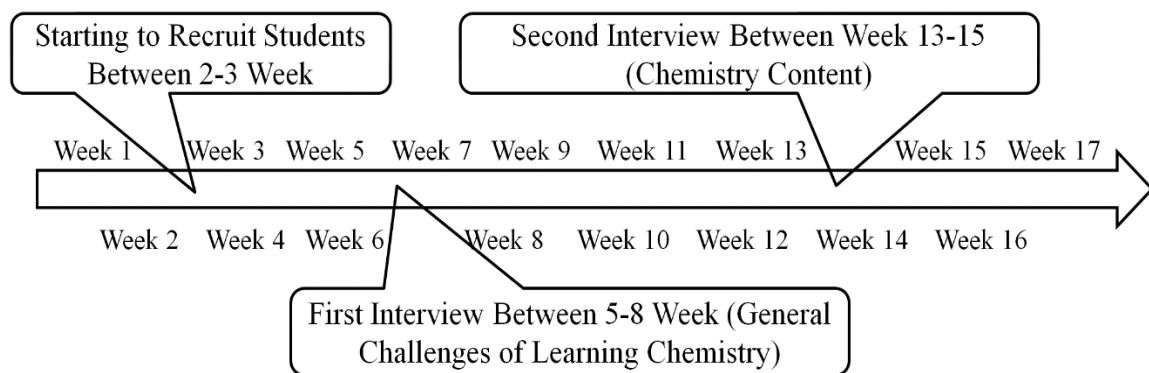 Starting to Recruit Students
Between 2-3 Week
Second Interview Between Week 13-15
(Chemistry Content)
Week 1 Week 3 Week 5 Week 7 Week 9 Week 11 Week 13 Week 15 Week 17
Week 2 Week 4 Week 6 Week 8 Week 10 Week 12 Week 14 Week 16
First Interview Between 5-8 Week (General
Challenges of Learning Chemistry)